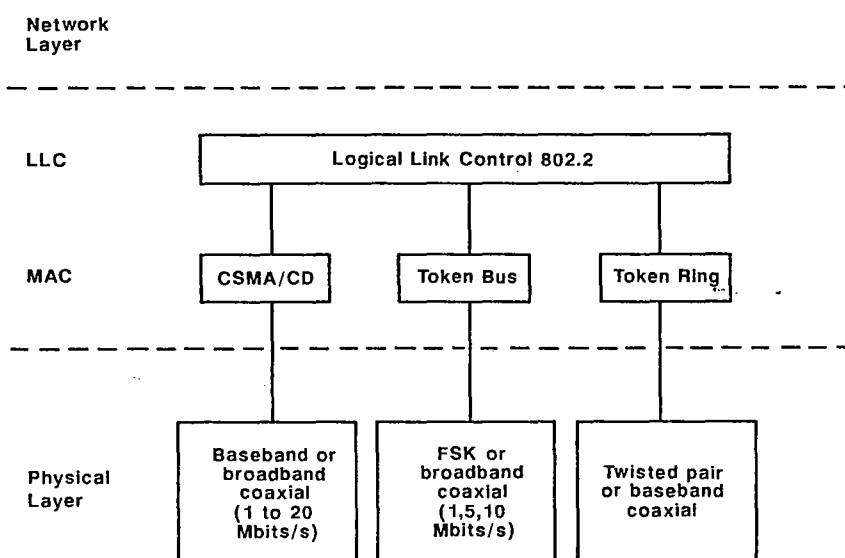 Network
Layer
LLC
Logical Link Control 802.2
MAC
CSMA/CD
Token Bus
Token Ring
Physical
Layer
Baseband or
broadband
coaxial
(1 to 20
Mbits/s)
FSK or
broadband
coaxial
(1,5,10
Mbits/s)
Twisted pair
or baseband
coaxial